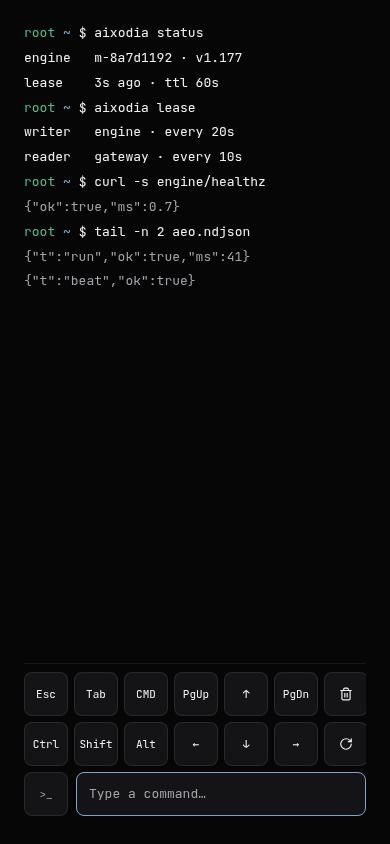 root ~ $ aixodia status
engine   m-8a7d1192 · v1.177
lease    3s ago · ttl 60s
root ~ $ aixodia lease
writer   engine · every 20s
reader   gateway · every 10s
root ~ $ curl -s engine/healthz
{"ok":true,"ms":0.7}
root ~ $ tail -n 2 aeo.ndjson
{"t":"run","ok":true,"ms":41}
{"t":"beat","ok":true}
Esc Tab CMD PgUp ↑ PgDn
Ctrl Shift Alt ← ↓ →
>_ Type a command…